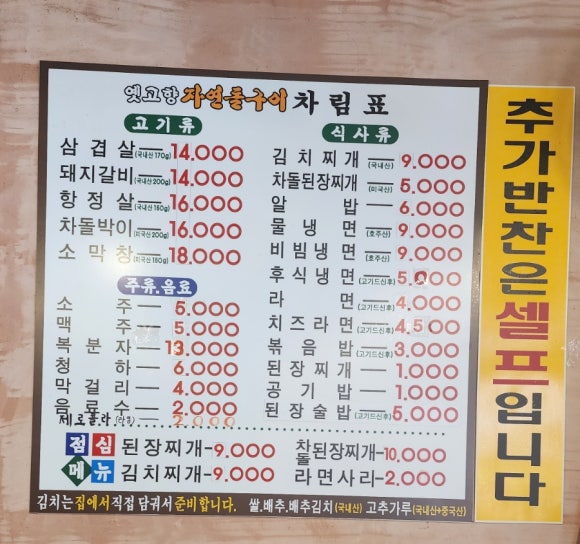 옛고향 자연숯구이 차림표
고기류
삼겹살 (국내산 170g) 14.000
돼지갈비 (국내산 200g) 14.000
항정살 (국내산 200g) 16.000
차돌박이 (미국산 200g) 16.000
소막창 (미국산 180g) 18.000
주류.음료
소주 5.000
맥주 5.000
복분자 13.000
청하 6.000
막걸리 4.000
음료수 2.000
제로콜라
식사류
김치찌개 (국내산) 9.000
차돌된장찌개 (미국산) 5.000
알밥 6.000
물냉면 (호주산) 9.000
비빔냉면 (호주산) 9.000
후식냉면 (고기드신후) 5.000
라면 (고기드신후) 4.000
치즈라면 (고기드신후) 4.500
볶음밥 (고기드신후) 3.000
된장찌개 1.000
공기밥 1.000
된장술밥 (고기드신후) 5.000
점심메뉴
된장찌개-9.000 차돌된장찌개-10,000
김치찌개-9.000 라면사리-2.000
김치는 집에서 직접 담궈서 준비합니다. 쌀.배추.배추김치(국내산) 고추가루(국내산+중국산)
추가반찬은 셀프입니다